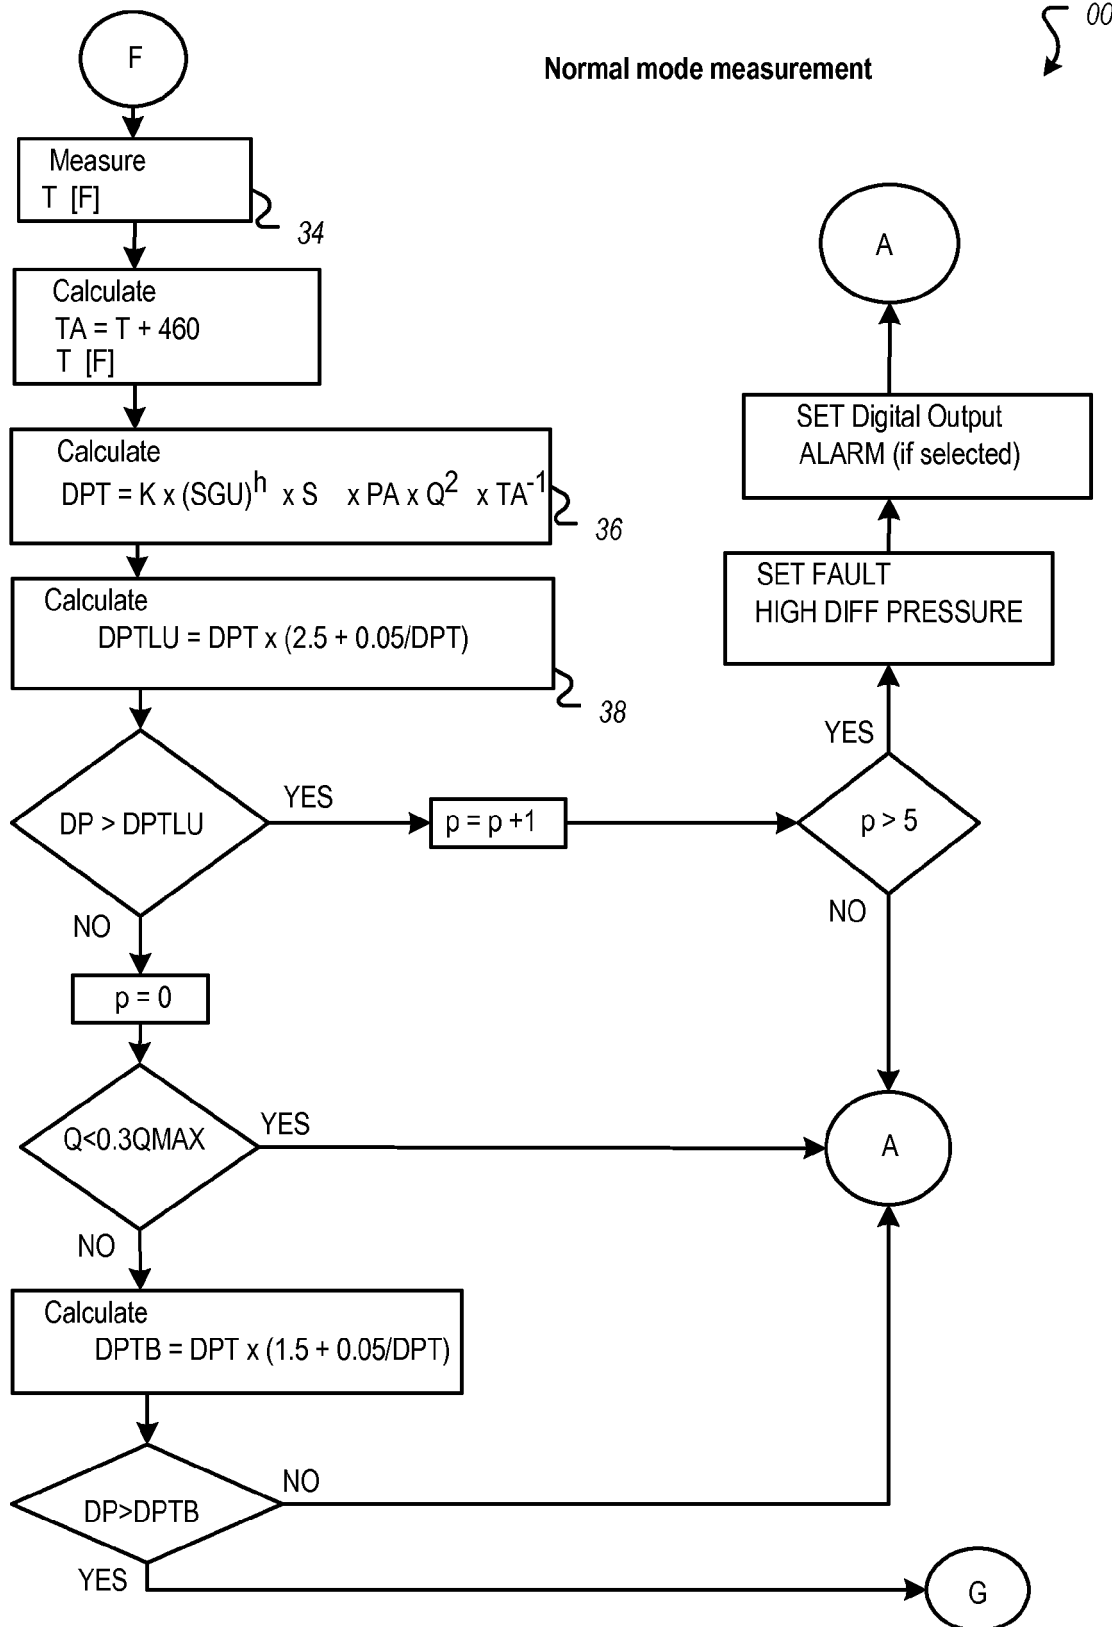 00
F
Normal mode measurement
Measure
T [F]
34
A
Calculate
TA = T + 460
T [F]
SET Digital Output
ALARM (if selected)
Calculate
DPT = K x (SGU)^h x S x PA x Q^2 x TA^-1
36
SET FAULT
HIGH DIFF PRESSURE
Calculate
DPTLU = DPT x (2.5 + 0.05/DPT)
38
YES
DP > DPTLU
YES
p = p +1
p > 5
NO
NO
p = 0
Q<0.3QMAX
YES
A
NO
Calculate
DPTB = DPT x (1.5 + 0.05/DPT)
DP>DPTB
NO
YES
G